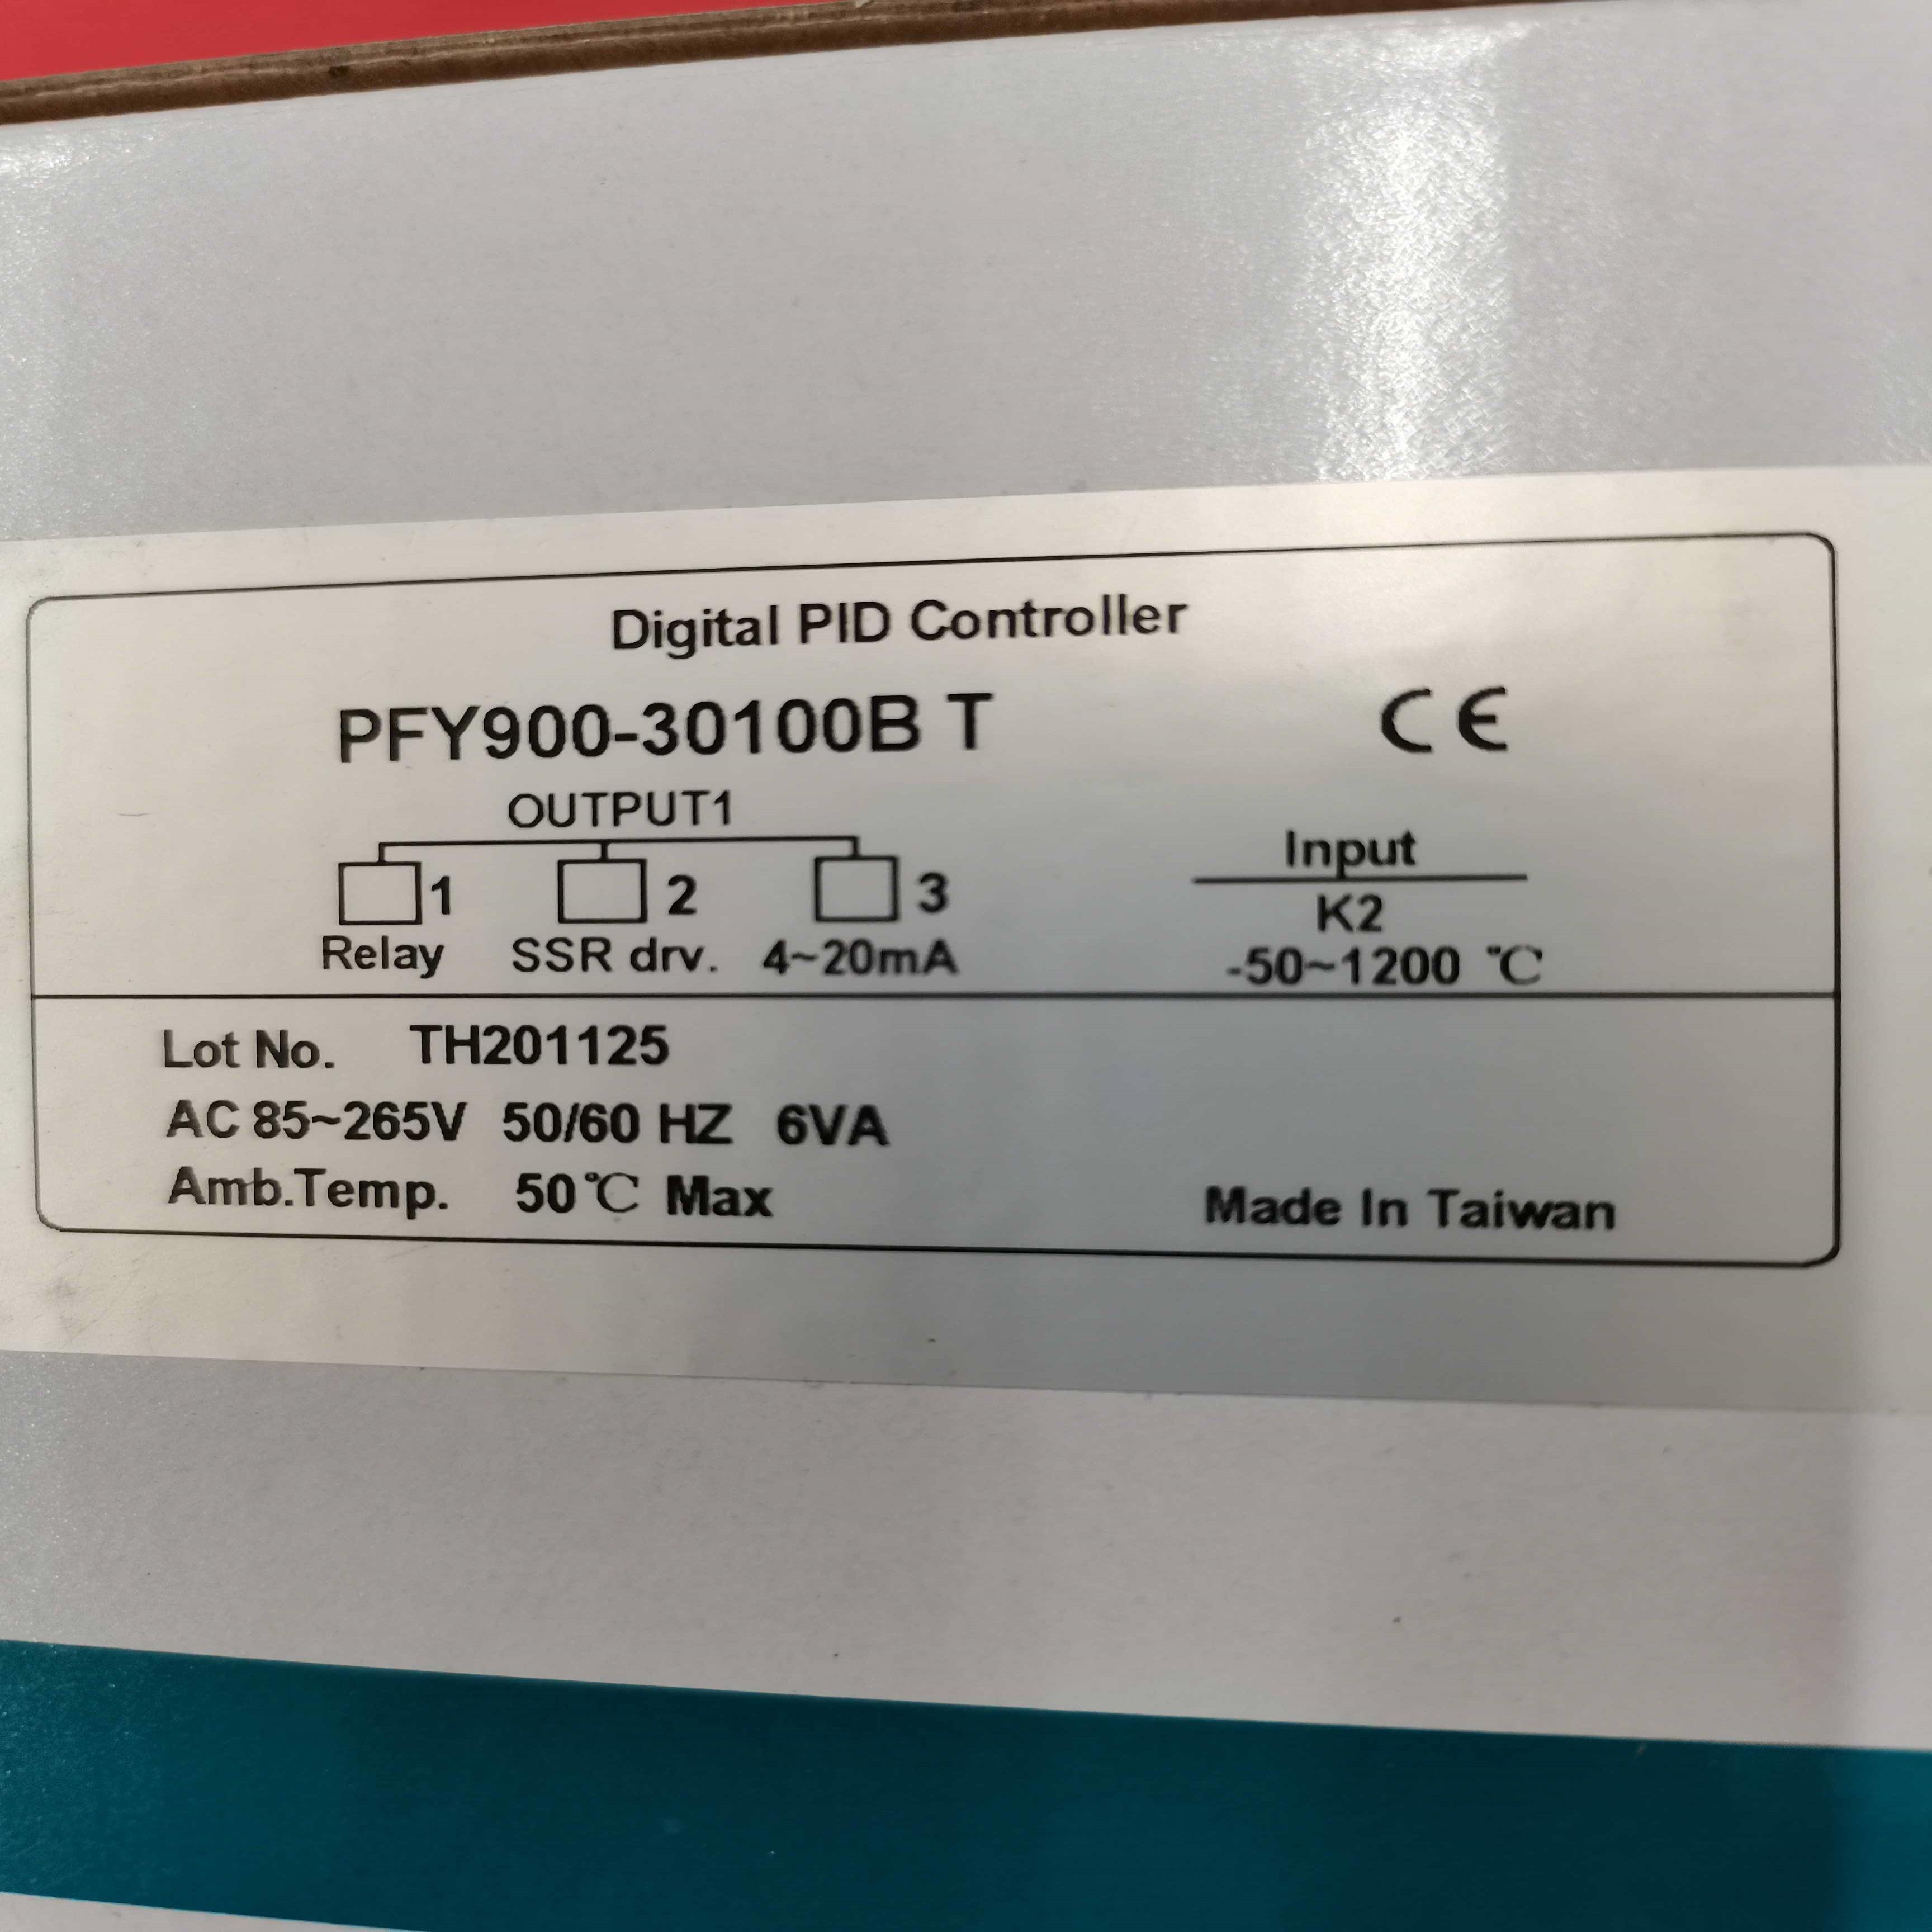 Digital PID Controller
PFY900-30100B T CE
OUTPUT1
1 2 3
Relay SSR drv. 4~20mA
Input
K2
-50~1200 ℃
Lot No. TH201125
AC 85~265V 50/60 HZ 6VA
Amb.Temp. 50℃ Max
Made In Taiwan